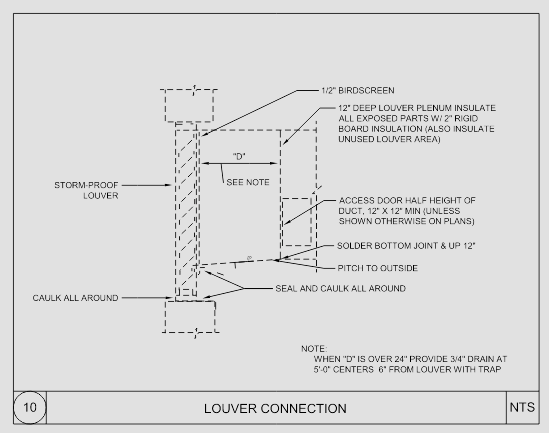 1/2" BIRDSCREEN
12" DEEP LOUVER PLENUM INSULATE
ALL EXPOSED PARTS W/ 2" RIGID
BOARD INSULATION (ALSO INSULATE
UNUSED LOUVER AREA)
"D"
SEE NOTE
STORM-PROOF
LOUVER
ACCESS DOOR HALF HEIGHT OF
DUCT, 12" X 12" MIN (UNLESS
SHOWN OTHERWISE ON PLANS)
SOLDER BOTTOM JOINT & UP 12"
PITCH TO OUTSIDE
SEAL AND CAULK ALL AROUND
CAULK ALL AROUND
NOTE:
WHEN "D" IS OVER 24" PROVIDE 3/4" DRAIN AT
5'-0" CENTERS 6" FROM LOUVER WITH TRAP
10
LOUVER CONNECTION
NTS